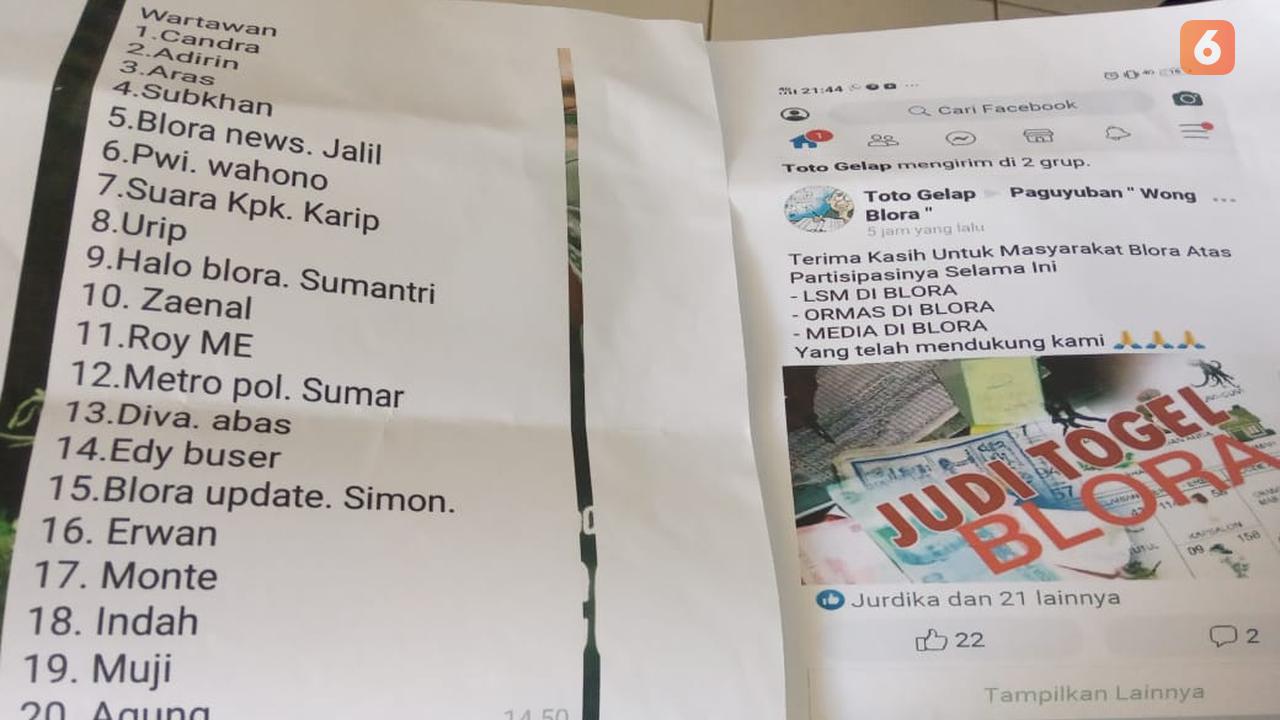 Wartawan
1.Candra
2.Adirin
3.Aras
4.Subkhan
5.Blora news. Jalil
6.Pwi. wahono
7.Suara Kpk. Karip
8.Urip
9.Halo blora. Sumantri
10. Zaenal
11.Roy ME
12.Metro pol. Sumar
13.Diva. abas
14.Edy buser
15.Blora update. Simon.
16. Erwan
17. Monte
18. Indah
19. Muji
20. Agung
14.50
6
21:44
Cari Facebook
1
Toto Gelap mengirim di 2 grup.
Toto Gelap Paguyuban " Wong
Blora "
5 jam yang lalu
Terima Kasih Untuk Masyarakat Blora Atas
Partisipasinya Selama Ini
- LSM DI BLORA
- ORMAS DI BLORA
- MEDIA DI BLORA
Yang telah mendukung kami 🙏🙏🙏
JUDI TOGEL
BLORA
Jurdika dan 21 lainnya
22
2
Tampilkan Lainnya